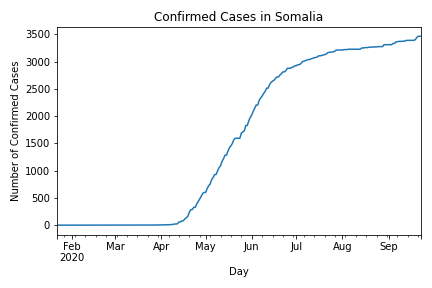 Confirmed Cases in Somalia
Number of Confirmed Cases
3500
3000
2500
2000
1500
1000
500
0
Feb Mar Apr May Jun Jul Aug Sep
2020
Day